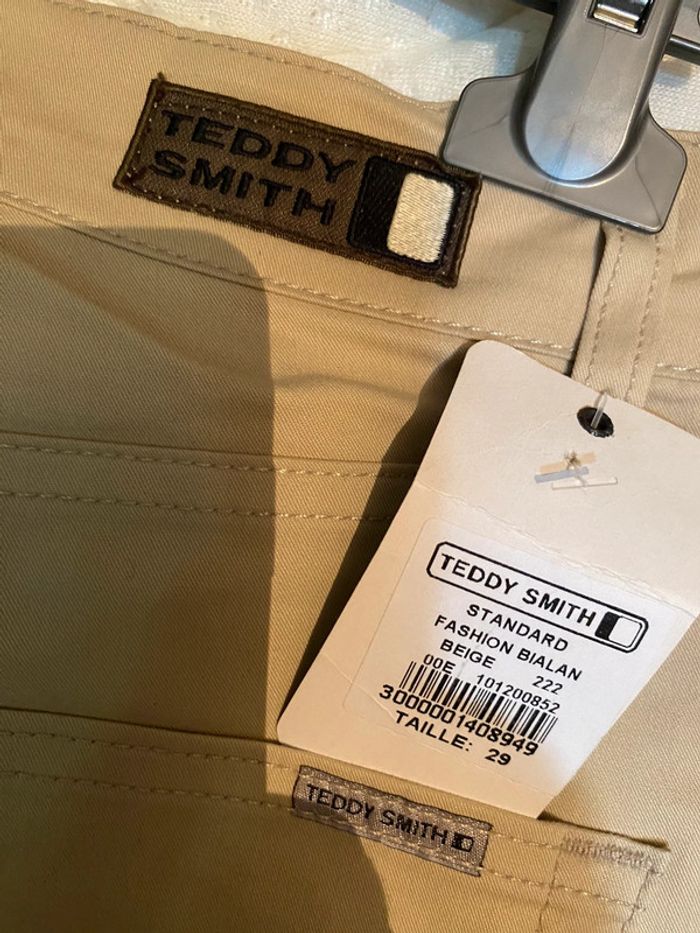 TEDDY
SMITH
TEDDY SMITH
STANDARD
FASHION BIALAN
BEIGE 222
00E 101200852
3000001408949
TAILLE: 29
TEDDY SMITH